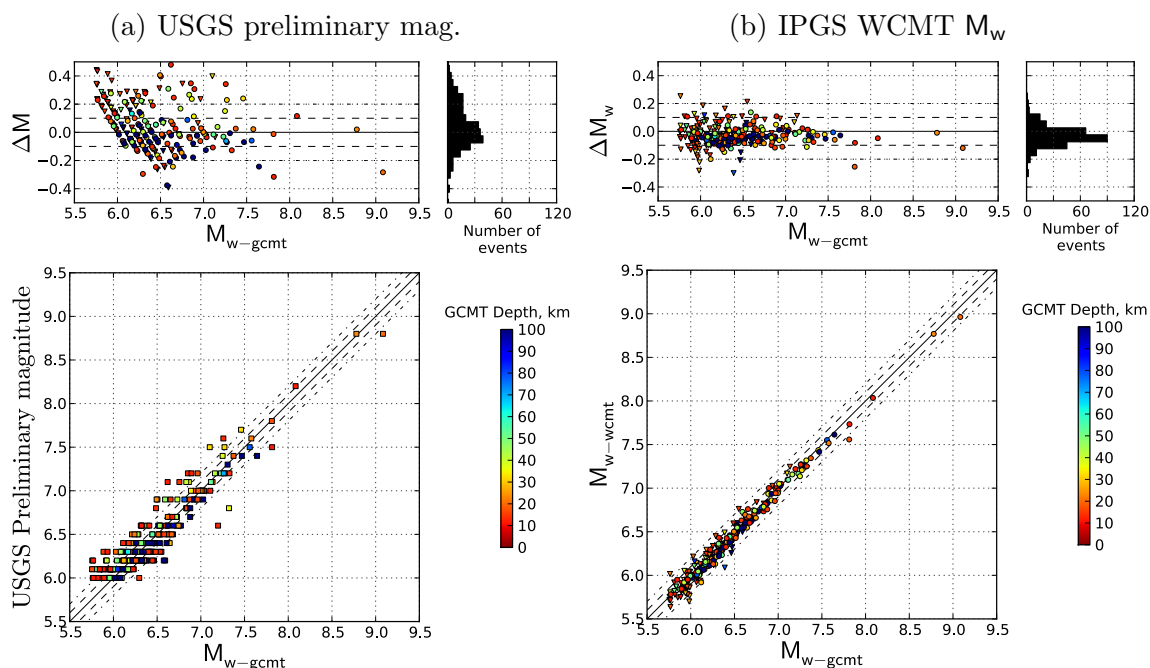 (a) USGS preliminary mag.
(b) IPGS WCMT Mw
ΔM
0.4
0.2
0.0
−0.2
−0.4
5.5 6.0 6.5 7.0 7.5 8.0 8.5 9.0 9.5
Mw−gcmt
0 30 60 90 120
Number of
events
ΔMw
0.4
0.2
0.0
−0.2
−0.4
5.5 6.0 6.5 7.0 7.5 8.0 8.5 9.0 9.5
Mw−gcmt
0 30 60 90 120
Number of
events
USGS Preliminary magnitude
9.5
9.0
8.5
8.0
7.5
7.0
6.5
6.0
5.5
5.5 6.0 6.5 7.0 7.5 8.0 8.5 9.0 9.5
Mw−gcmt
GCMT Depth, km
100
90
80
70
60
50
40
30
20
10
0
Mw−wcmt
9.5
9.0
8.5
8.0
7.5
7.0
6.5
6.0
5.5
5.5 6.0 6.5 7.0 7.5 8.0 8.5 9.0 9.5
Mw−gcmt
GCMT Depth, km
100
90
80
70
60
50
40
30
20
10
0